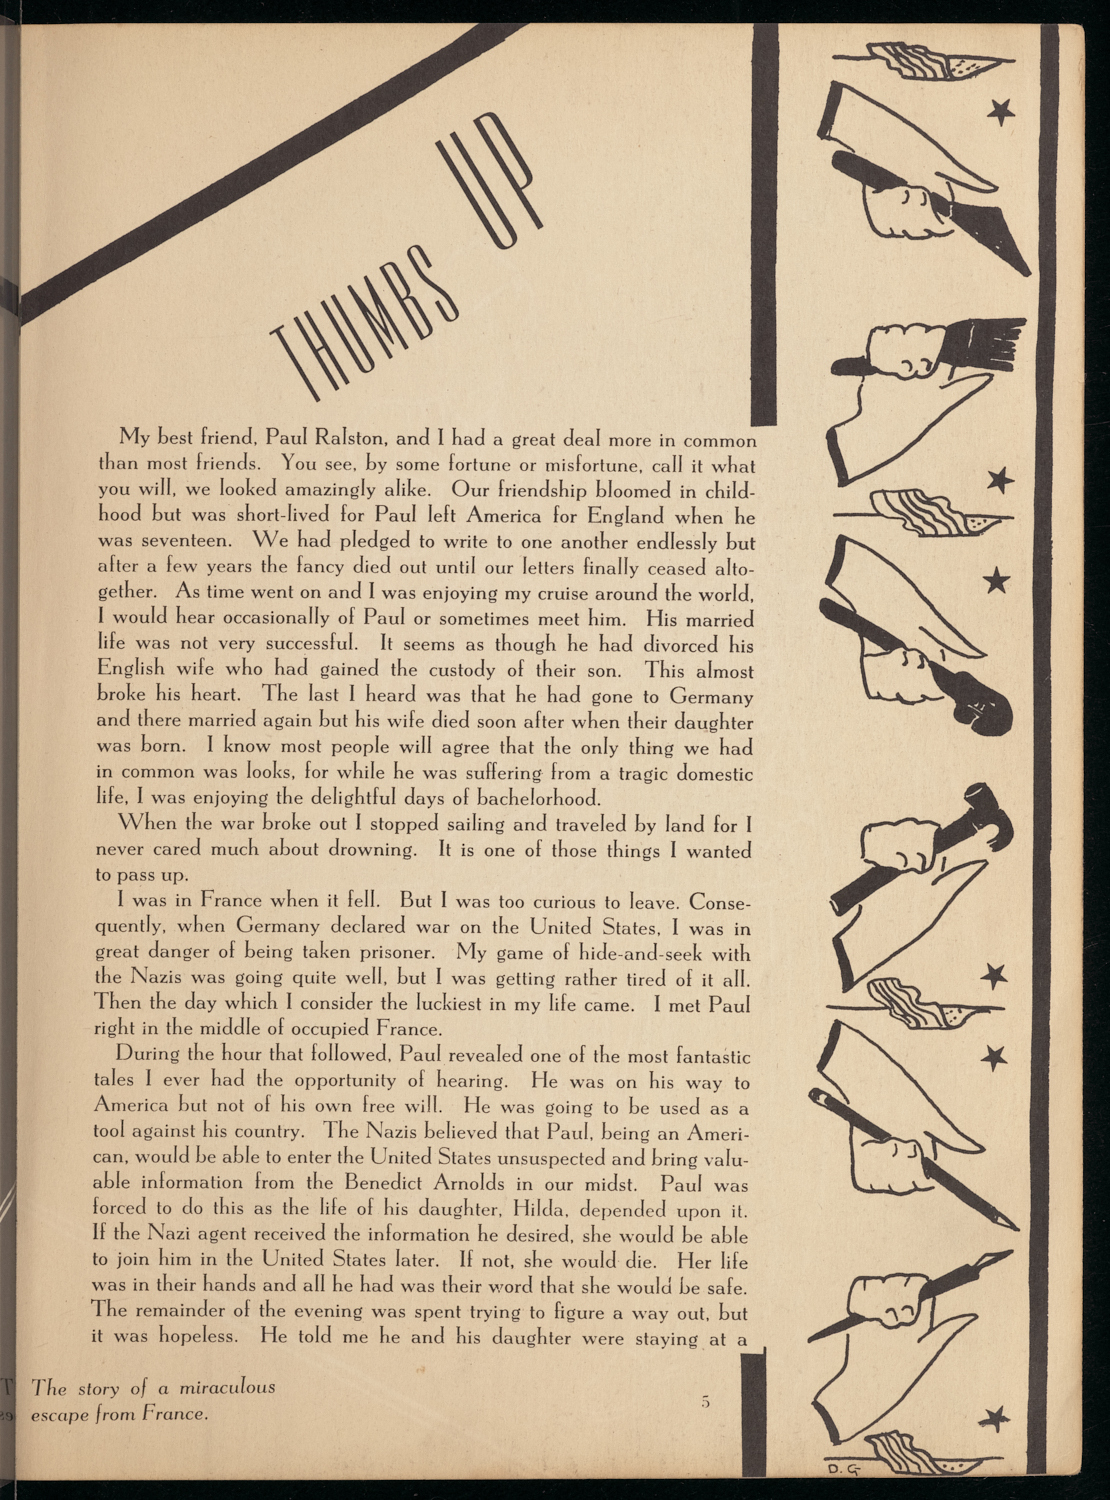 THUMBS UP
My best friend, Paul Ralston, and I had a great deal more in common
than most friends. You see, by some fortune or misfortune, call it what
you will, we looked amazingly alike. Our friendship bloomed in child-
hood but was short-lived for Paul left America for England when he
was seventeen. We had pledged to write to one another endlessly but
after a few years the fancy died out until our letters finally ceased alto-
gether. As time went on and I was enjoying my cruise around the world,
I would hear occasionally of Paul or sometimes meet him. His married
life was not very successful. It seems as though he had divorced his
English wife who had gained the custody of their son. This almost
broke his heart. The last I heard was that he had gone to Germany
and there married again but his wife died soon after when their daughter
was born. I know most people will agree that the only thing we had
in common was looks, for while he was suffering from a tragic domestic
life, I was enjoying the delightful days of bachelorhood.
When the war broke out I stopped sailing and traveled by land for I
never cared much about drowning. It is one of those things I wanted
to pass up.
I was in France when it fell. But I was too curious to leave. Conse-
quently, when Germany declared war on the United States, I was in
great danger of being taken prisoner. My game of hide-and-seek with
the Nazis was going quite well, but I was getting rather tired of it all.
Then the day which I consider the luckiest in my life came. I met Paul
right in the middle of occupied France.
During the hour that followed, Paul revealed one of the most fantastic
tales I ever had the opportunity of hearing. He was on his way to
America but not of his own free will. He was going to be used as a
tool against his country. The Nazis believed that Paul, being an Ameri-
can, would be able to enter the United States unsuspected and bring valu-
able information from the Benedict Arnolds in our midst. Paul was
forced to do this as the life of his daughter, Hilda, depended upon it.
If the Nazi agent received the information he desired, she would be able
to join him in the United States later. If not, she would die. Her life
was in their hands and all he had was their word that she would be safe.
The remainder of the evening was spent trying to figure a way out, but
it was hopeless. He told me he and his daughter were staying at a
The story of a miraculous
escape from France.
5
D. G